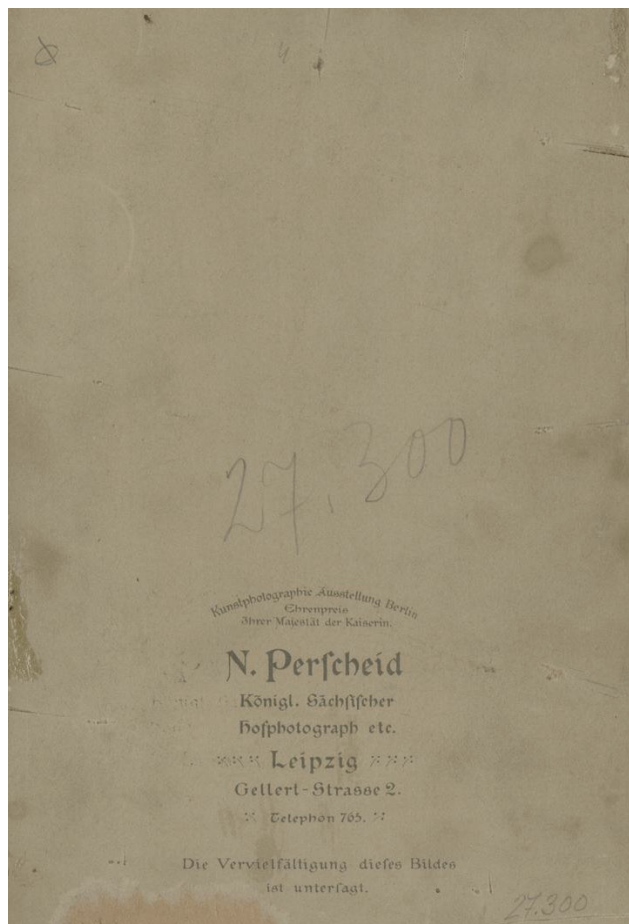 27.300
Kunstphotographie Ausstellung Berlin
Ehrenpreis
Ihrer Majestät der Kaiserin.
N. Perſcheid
Königl. Sächſiſcher
Hofphotograph etc.
Leipzig
Gellert-Strasse 2.
Telephon 765.
Die Vervielfältigung dieſes Bildes
ist unterſagt.
27.300